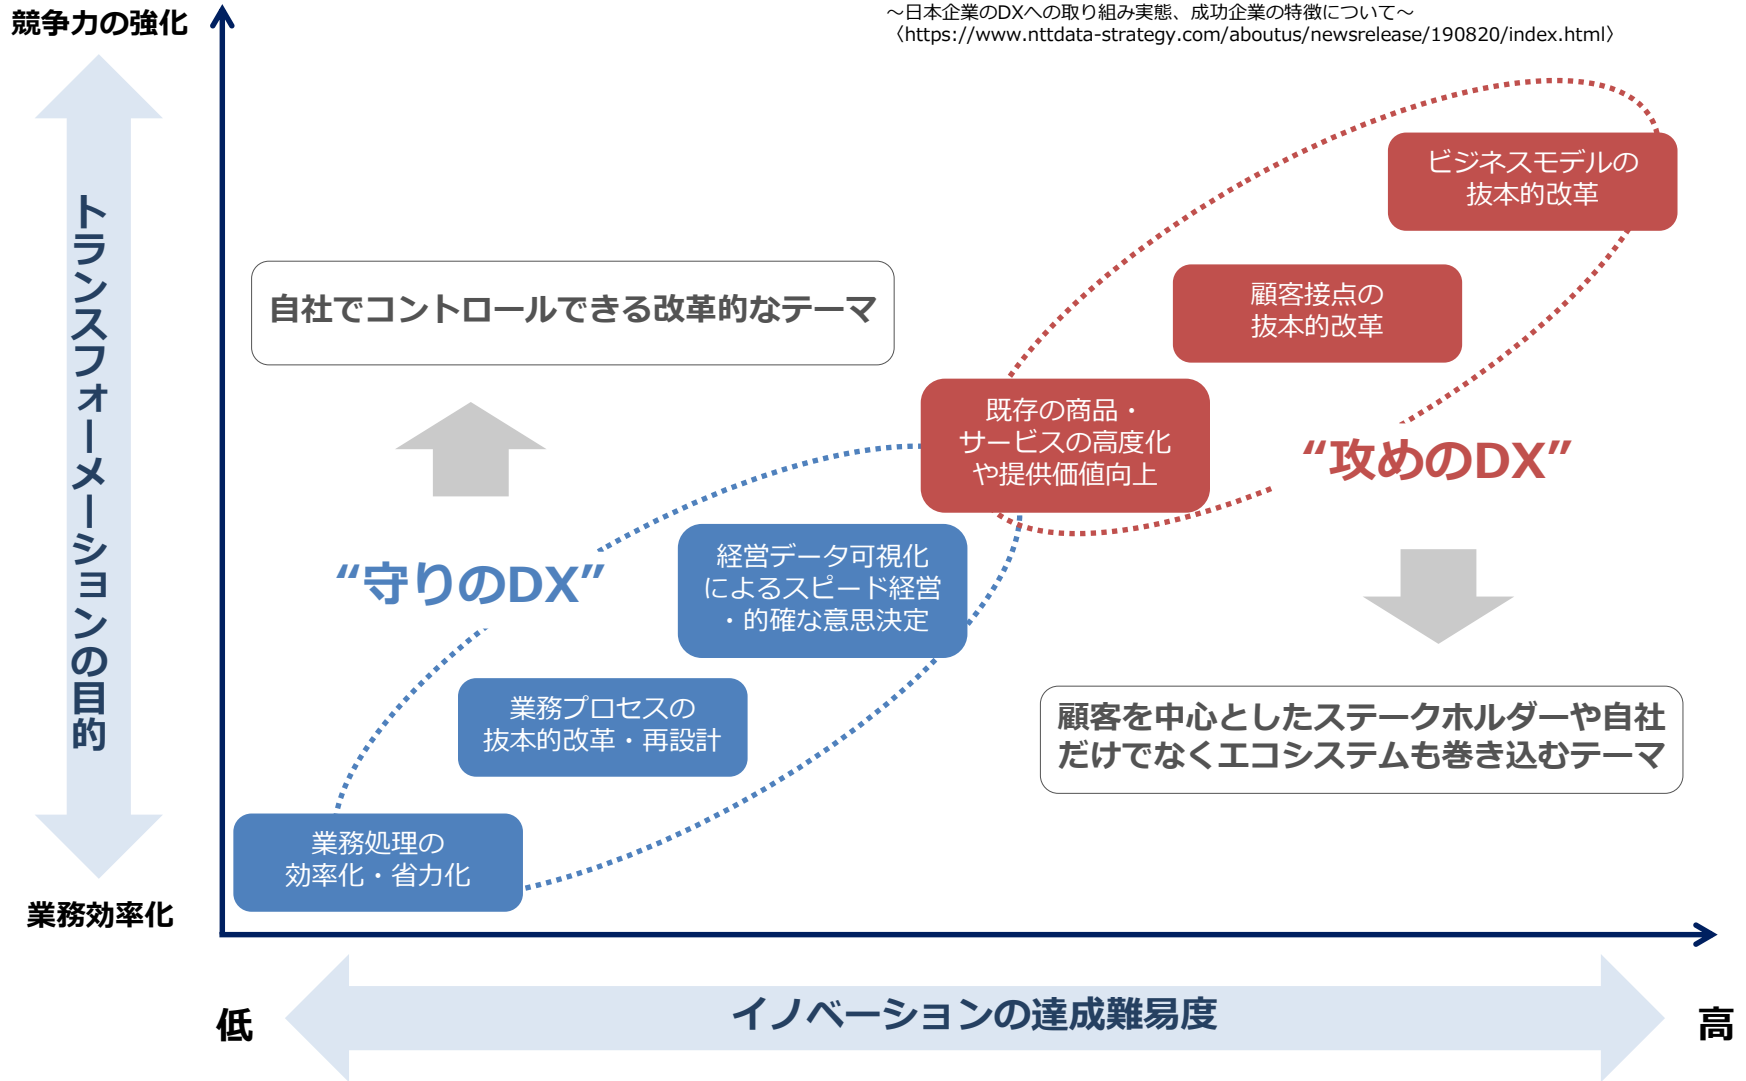 ～日本企業のDXへの取り組み実態、成功企業の特徴について～
〈https://www.nttdata-strategy.com/aboutus/newsrelease/190820/index.html〉
競争力の強化
トランスフォーメーションの目的
業務効率化
ビジネスモデルの
抜本的改革
顧客接点の
抜本的改革
自社でコントロールできる改革的なテーマ
既存の商品・
サービスの高度化
や提供価値向上
“攻めのDX”
“守りのDX”
経営データ可視化
によるスピード経営
・的確な意思決定
業務プロセスの
抜本的改革・再設計
顧客を中心としたステークホルダーや自社
だけでなくエコシステムも巻き込むテーマ
業務処理の
効率化・省力化
低
イノベーションの達成難易度
高